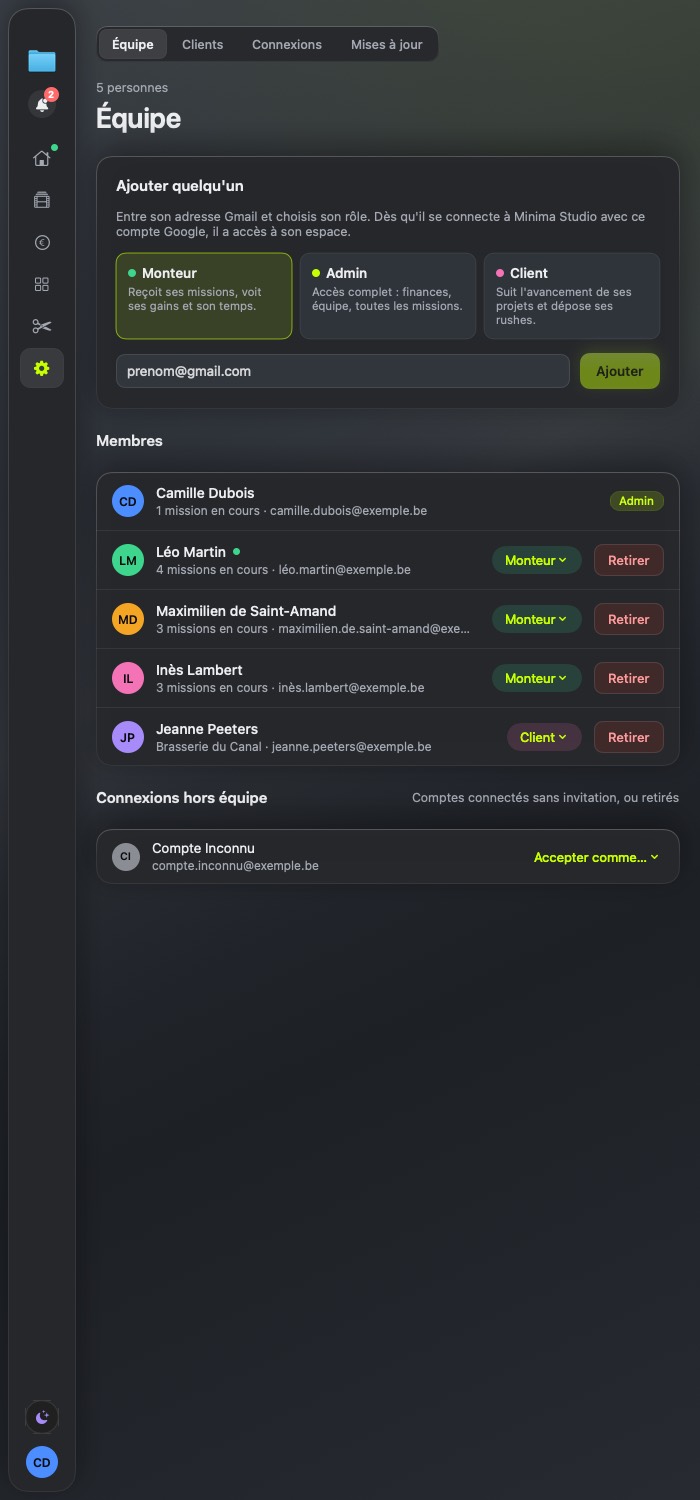 Équipe Clients Connexions Mises à jour
2
5 personnes
Équipe
Ajouter quelqu'un
Entre son adresse Gmail et choisis son rôle. Dès qu'il se connecte à Minima Studio avec ce
compte Google, il a accès à son espace.
Monteur
Reçoit ses missions, voit
ses gains et son temps.
Admin
Accès complet : finances,
équipe, toutes les missions.
Client
Suit l'avancement de ses
projets et dépose ses
rushes.
prenom@gmail.com
Ajouter
Membres
CD
Camille Dubois
1 mission en cours · camille.dubois@exemple.be
Admin
LM
Léo Martin
4 missions en cours · léo.martin@exemple.be
Monteur
Retirer
MD
Maximilien de Saint-Amand
3 missions en cours · maximilien.de.saint-amand@exe…
Monteur
Retirer
IL
Inès Lambert
3 missions en cours · inès.lambert@exemple.be
Monteur
Retirer
JP
Jeanne Peeters
Brasserie du Canal · jeanne.peeters@exemple.be
Client
Retirer
Connexions hors équipe
Comptes connectés sans invitation, ou retirés
CI
Compte Inconnu
compte.inconnu@exemple.be
Accepter comme…
CD